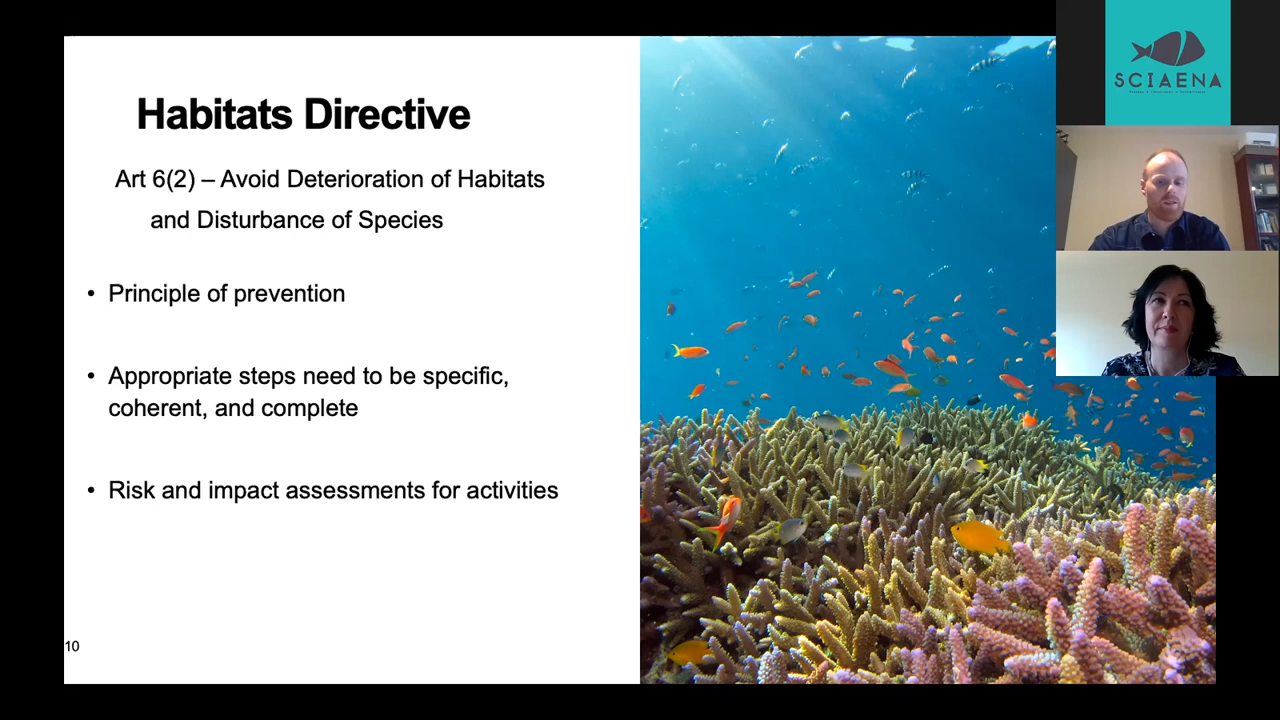 Habitats Directive
Art 6(2) – Avoid Deterioration of Habitats
and Disturbance of Species
• Principle of prevention
• Appropriate steps need to be specific,
coherent, and complete
• Risk and impact assessments for activities
10
SCIAENA